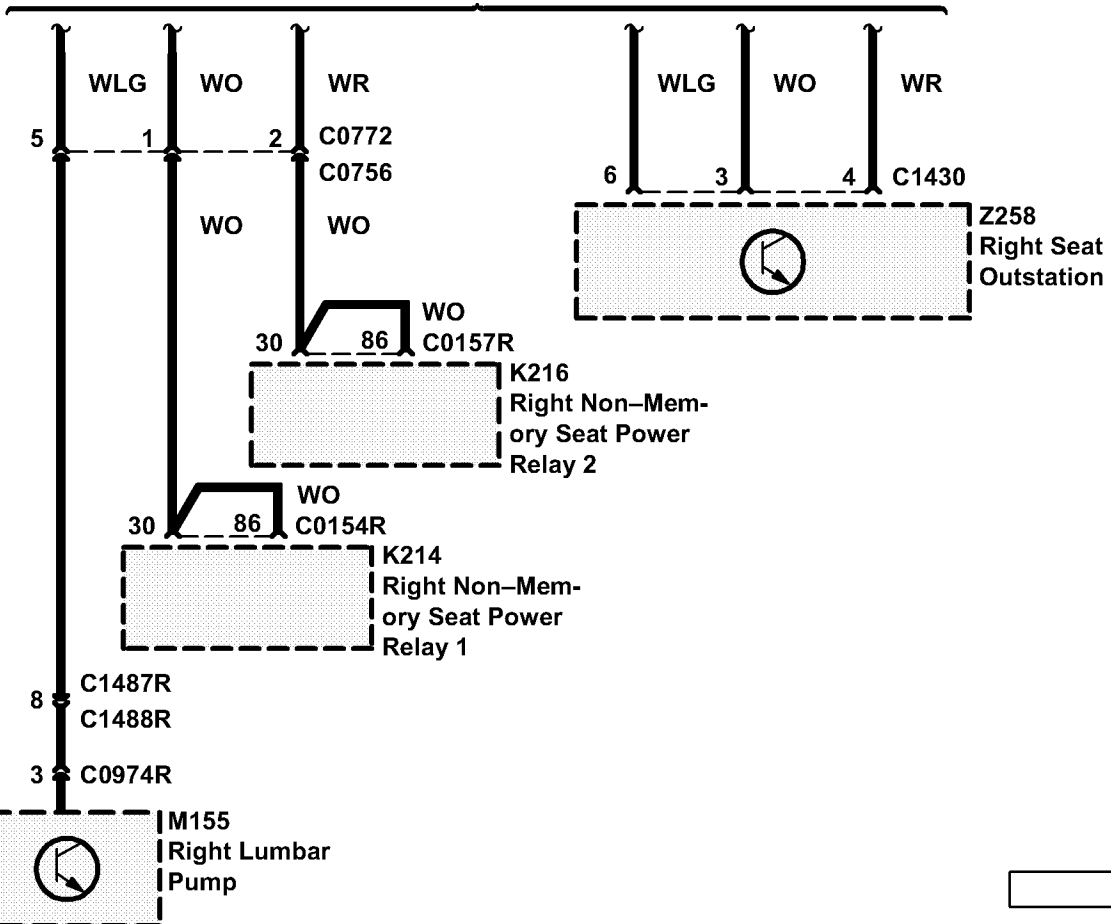 WLG WO WR WLG WO WR
5 1 2 C0772
C0756
6 3 4 C1430
WO WO
Z258
Right Seat
Outstation
WO
30 86 C0157R
K216
Right Non–Mem-
ory Seat Power
Relay 2
WO
30 86 C0154R
K214
Right Non–Mem-
ory Seat Power
Relay 1
C1487R
8
C1488R
3 C0974R
M155
Right Lumbar
Pump